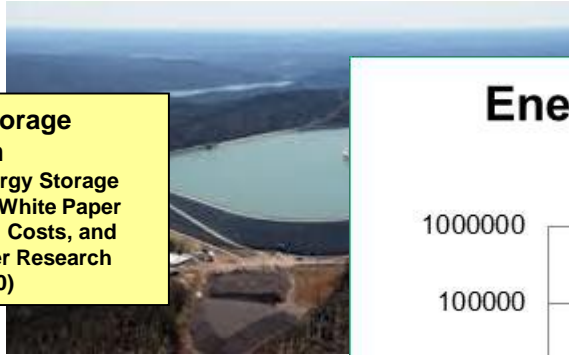 orage
n
rgy Storage
White Paper
Costs, and
er Research
0)
Ene
1000000
100000